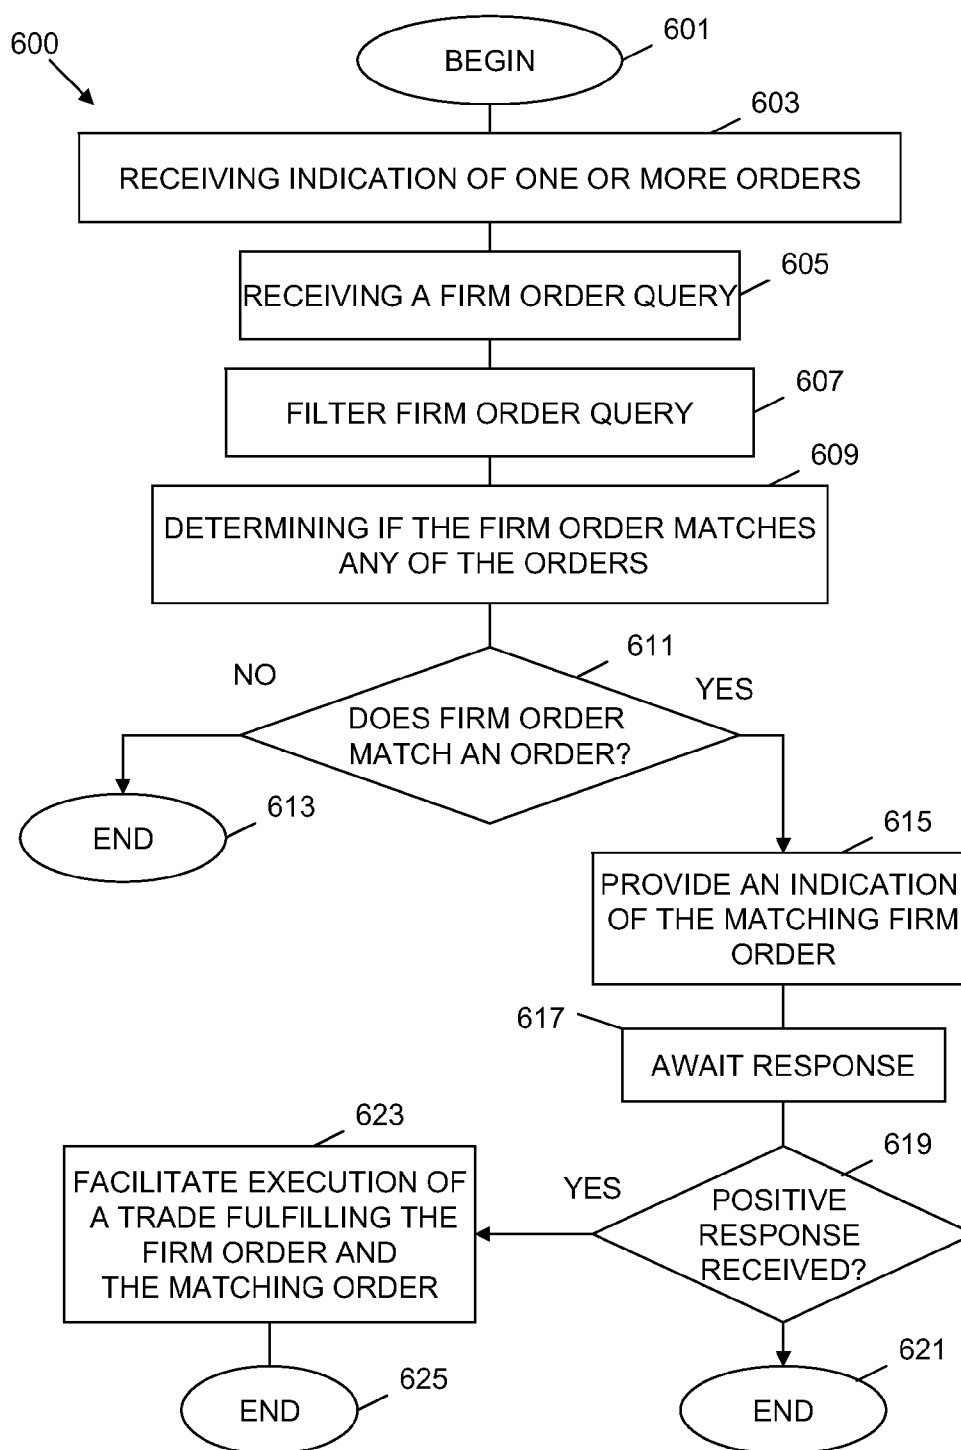 600
BEGIN
601
603
RECEIVING INDICATION OF ONE OR MORE ORDERS
605
RECEIVING A FIRM ORDER QUERY
607
FILTER FIRM ORDER QUERY
609
DETERMINING IF THE FIRM ORDER MATCHES
ANY OF THE ORDERS
611
NO
YES
DOES FIRM ORDER
MATCH AN ORDER?
END
613
615
PROVIDE AN INDICATION
OF THE MATCHING FIRM
ORDER
617
AWAIT RESPONSE
619
POSITIVE
RESPONSE
RECEIVED?
YES
623
FACILITATE EXECUTION OF
A TRADE FULFILLING THE
FIRM ORDER AND
THE MATCHING ORDER
END
625
END
621